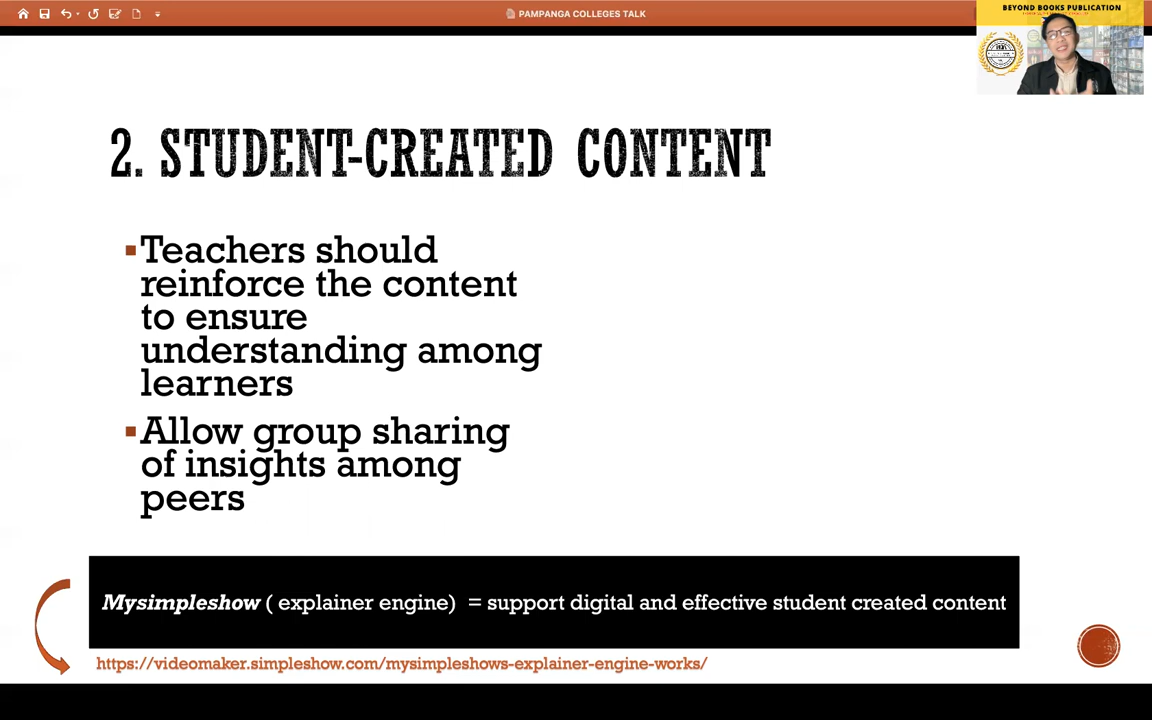 PAMPANGA COLLEGES TALK
BEYOND BOOKS PUBLICATION
2. STUDENT-CREATED CONTENT
Teachers should
reinforce the content
to ensure
understanding among
learners
Allow group sharing
of insights among
peers
Mysimpleshow ( explainer engine) = support digital and effective student created content
https://videomaker.simpleshow.com/mysimpleshows-explainer-engine-works/